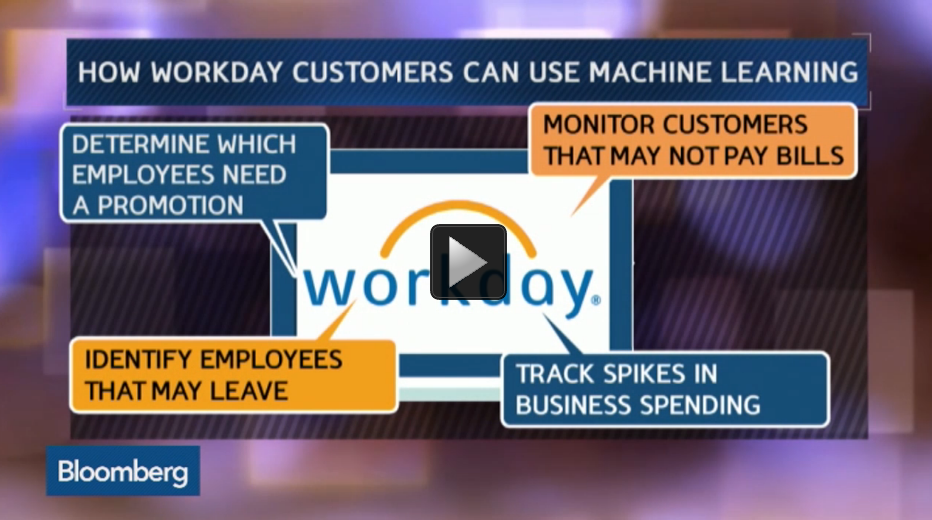 HOW WORKDAY CUSTOMERS CAN USE MACHINE LEARNING
DETERMINE WHICH
EMPLOYEES NEED
A PROMOTION
MONITOR CUSTOMERS
THAT MAY NOT PAY BILLS
workday®
IDENTIFY EMPLOYEES
THAT MAY LEAVE
TRACK SPIKES IN
BUSINESS SPENDING
Bloomberg